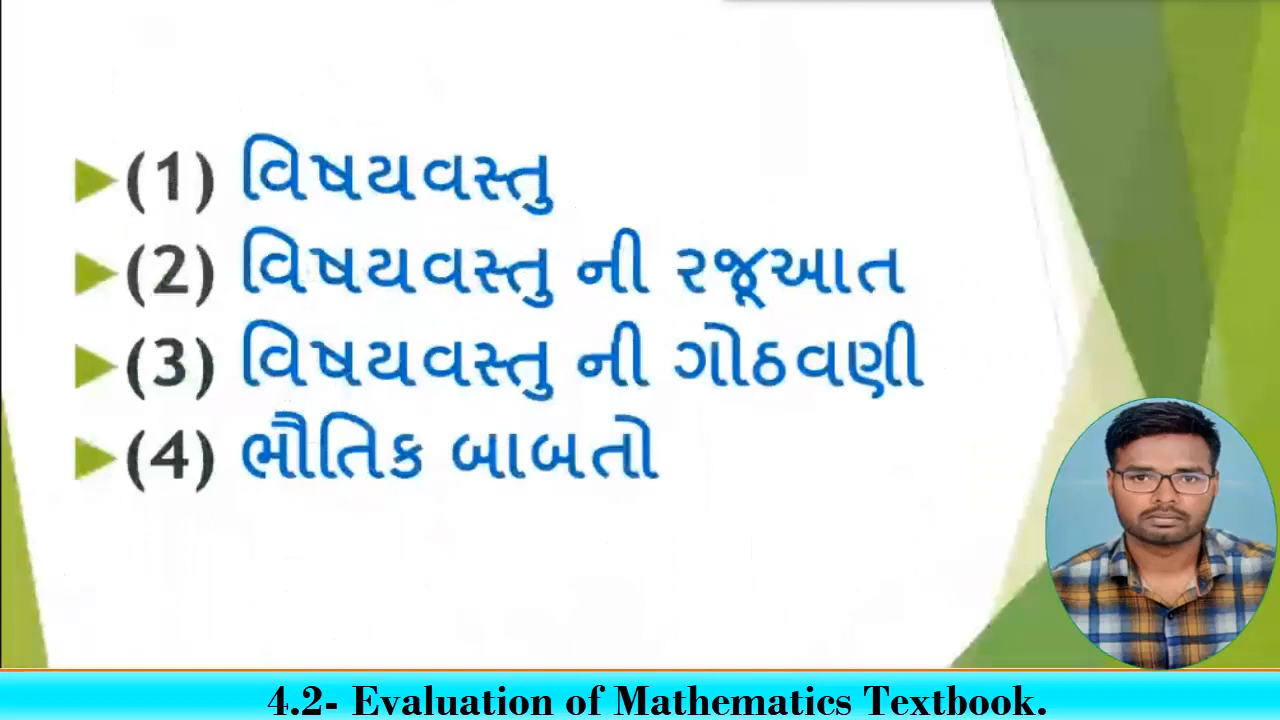 (1) વિષયવસ્તુ
(2) વિષયવસ્તુ ની રજૂઆત
(3) વિષયવસ્તુ ની ગોઠવણી
(4) ભૌતિક બાબતો
4.2- Evaluation of Mathematics Textbook.